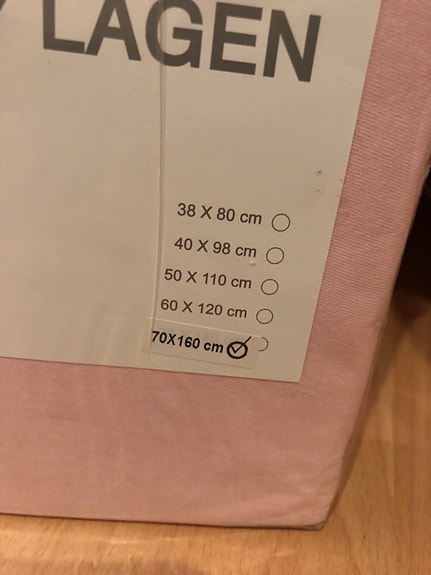 LAGEN
38 X 80 cm
40 X 98 cm
50 X 110 cm
60 X 120 cm
70X160 cm